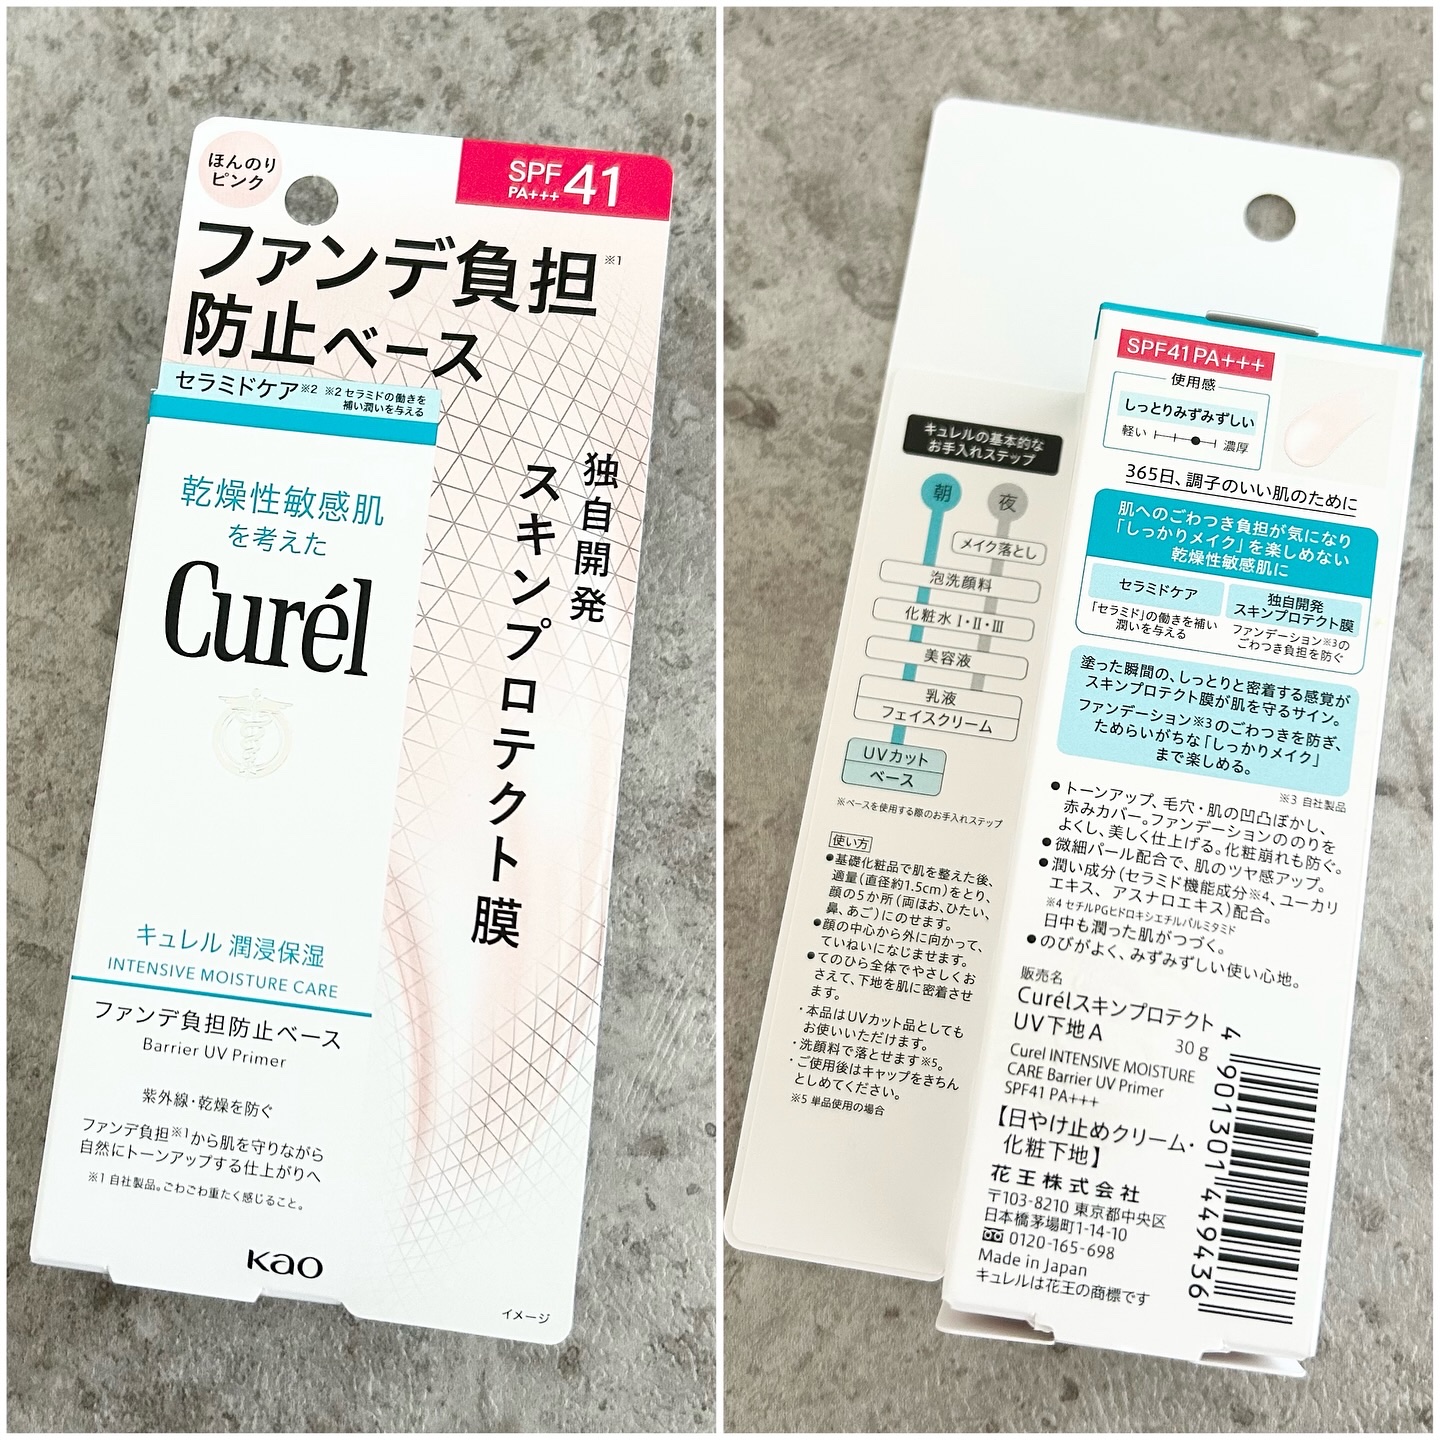 ほんのり
ピンク
SPF 41
PA+++
ファンデ負担※1
防止ベース
セラミドケア※2 ※2 セラミドの働きを
補い潤いを与える
独自開発
スキンプロテクト膜
乾燥性敏感肌
を考えた
Curél
キュレル 潤浸保湿
INTENSIVE MOISTURE CARE
ファンデ負担防止ベース
Barrier UV Primer
紫外線・乾燥を防ぐ
ファンデ負担※1から肌を守りながら
自然にトーンアップする仕上がりへ
※1 自社製品。ごわごわ重たく感じること。
Kao
イメージ
キュレルの基本的な
お手入れステップ
朝
夜
メイク落とし
泡洗顔料
化粧水 I・II・III
美容液
乳液
フェイスクリーム
UVカット
ベース
※ベースを使用する際のお手入れステップ
使い方
●基礎化粧品で肌を整えた後、
適量(直径約1.5cm)をとり、
顔の5か所(両ほお、ひたい、
鼻、あご)にのせます。
●顔の中心から外に向かって、
ていねいになじませます。
●てのひら全体でやさしくお
さえて、下地を肌に密着させ
ます。
・本品はUVカット品としても
お使いいただけます。
・洗顔料で落とせます※5。
・ご使用後はキャップをきちん
としめてください。
※5 単品使用の場合
SPF41 PA+++
使用感
しっとりみずみずしい
軽い
濃厚
365日、調子のいい肌のために
肌へのごわつき負担が気になり
「しっかりメイク」を楽しめない
乾燥性敏感肌に
セラミドケア
「セラミド」の働きを補い
潤いを与える
独自開発
スキンプロテクト膜
ファンデーション※3の
ごわつき負担を防ぐ
塗った瞬間の、しっとりと密着する感覚が
スキンプロテクト膜が肌を守るサイン。
ファンデーション※3のごわつきを防ぎ、
ためらいがちな「しっかりメイク」
まで楽しめる。
※3 自社製品
●トーンアップ、毛穴・肌の凹凸ぼかし、
赤みカバー。ファンデーションののりを
よくし、美しく仕上げる。化粧崩れも防ぐ。
●微細パール配合で、肌のツヤ感アップ。
●潤い成分(セラミド機能成分※4、ユーカリ
エキス、アスナロエキス)配合。
※4 セチルPGヒドロキシエチルパルミタミド
日中も潤った肌がつづく。
●のびがよく、みずみずしい使い心地。
販売名
Curélスキンプロテクト
UV下地A
30 g
Curel INTENSIVE MOISTURE
CARE Barrier UV Primer
SPF41 PA+++
【日やけ止めクリーム・
化粧下地】
花王株式会社
〒103-8210 東京都中央区
日本橋茅場町1-14-10
0120-165-698
Made in Japan
キュレルは花王の商標です
4 901301 449436